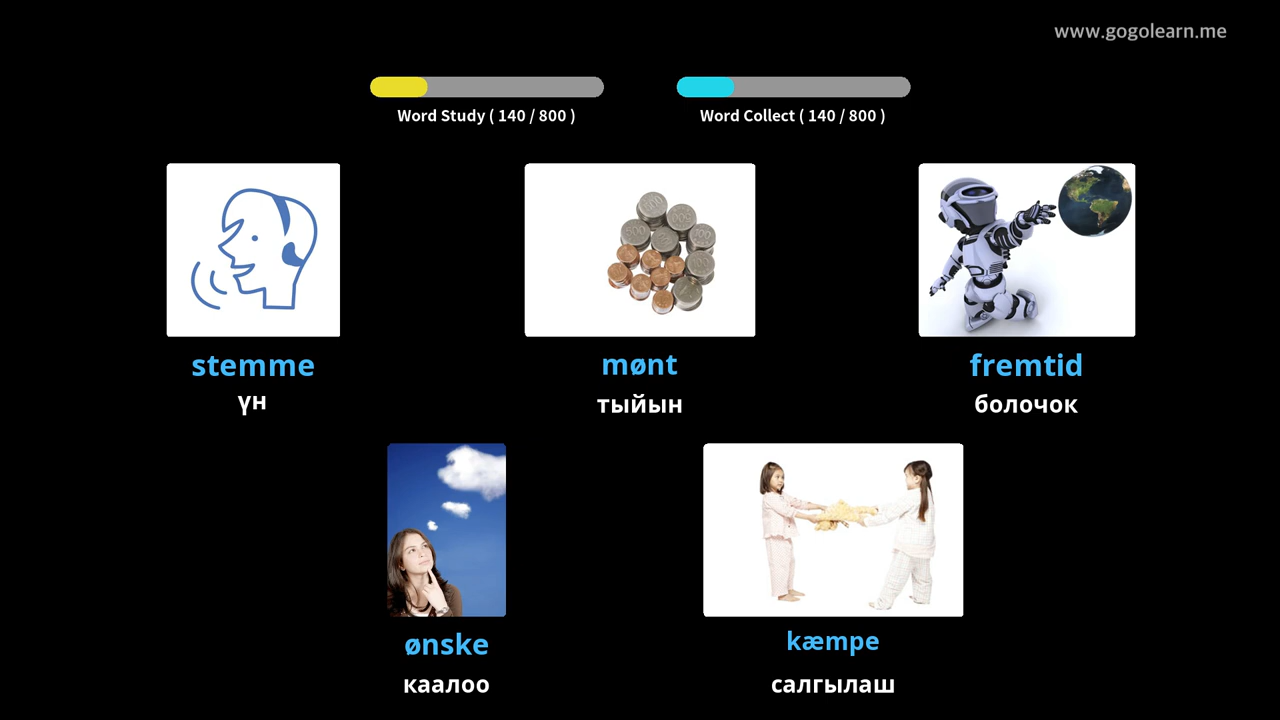 www.gogolearn.me
Word Study ( 140 / 800 )
Word Collect ( 140 / 800 )
stemme
үн
mønt
тыйын
fremtid
болочок
ønske
каалоо
kæmpe
салгылаш